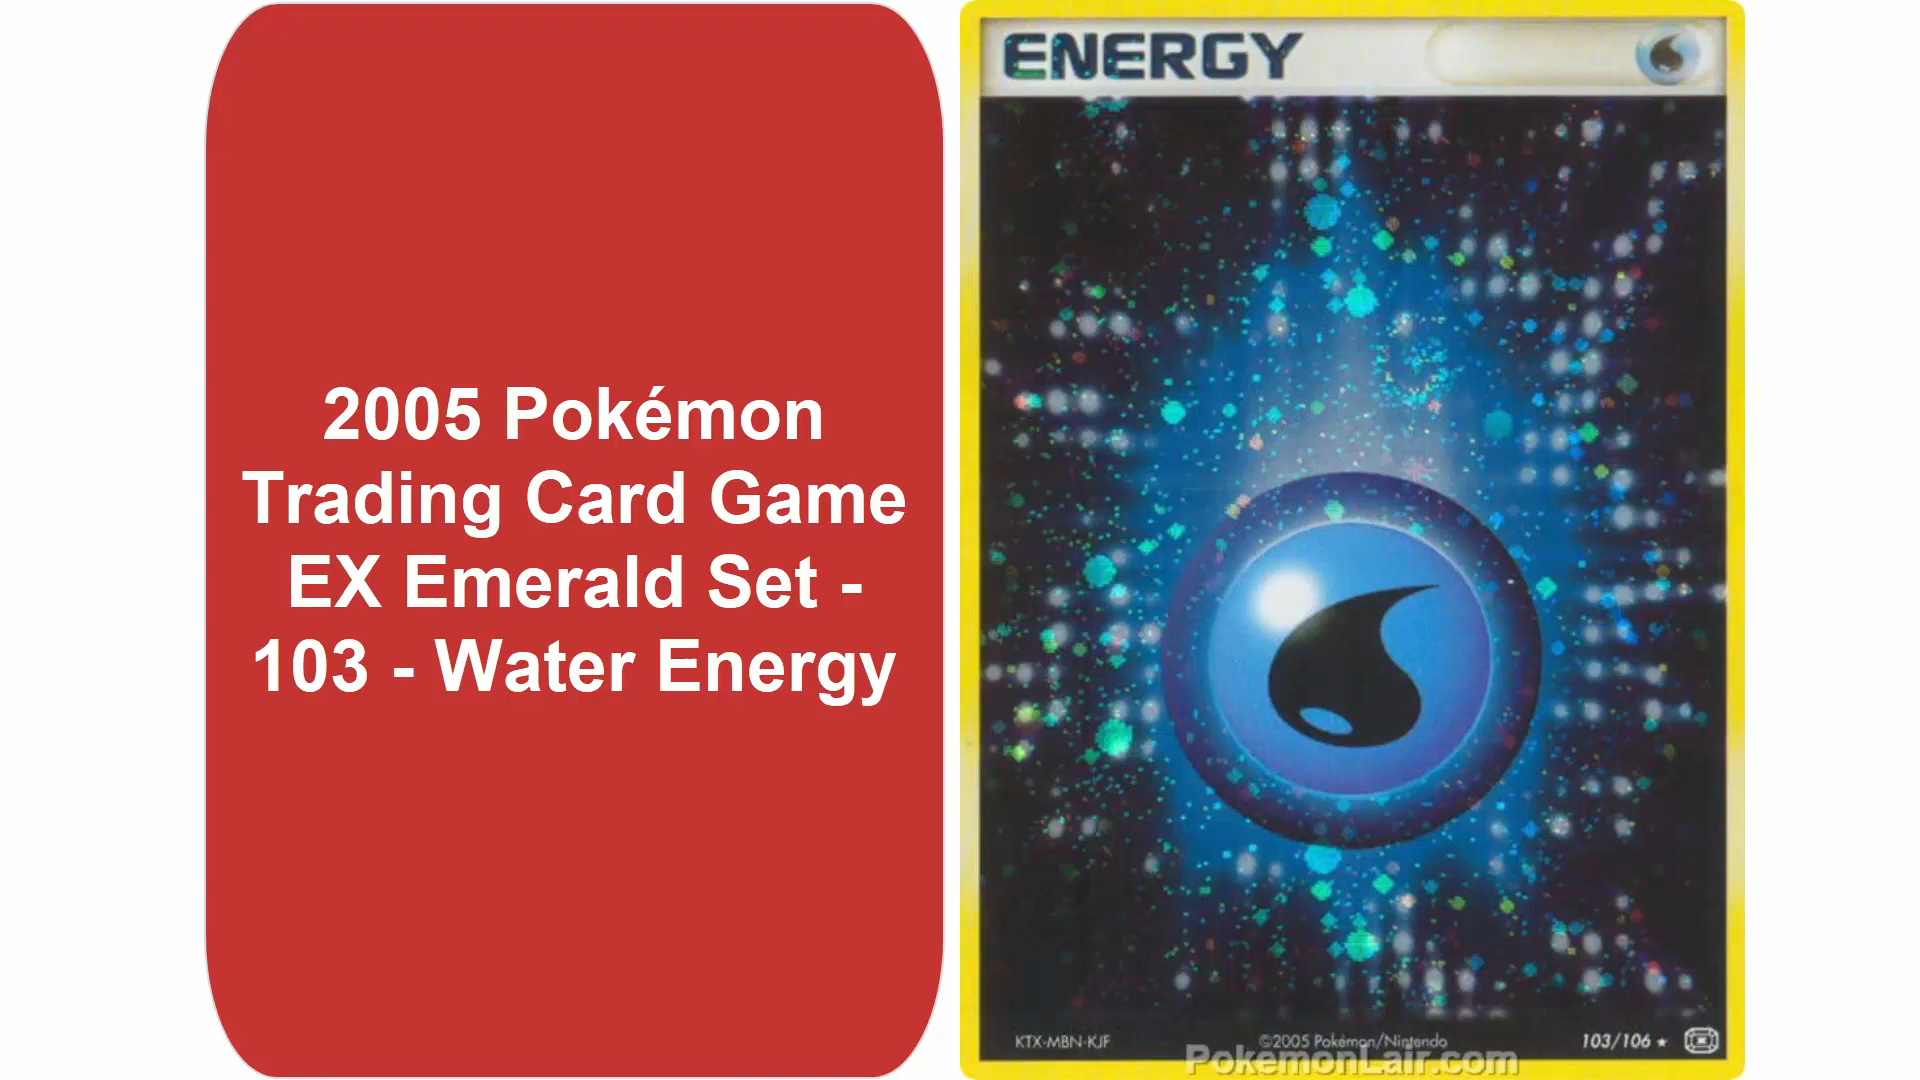 2005 Pokémon
Trading Card Game
EX Emerald Set -
103 - Water Energy
ENERGY
KTX-MBN-KJF
©2005 Pokémon/Nintendo
103/106 ★
PokemonLair.com